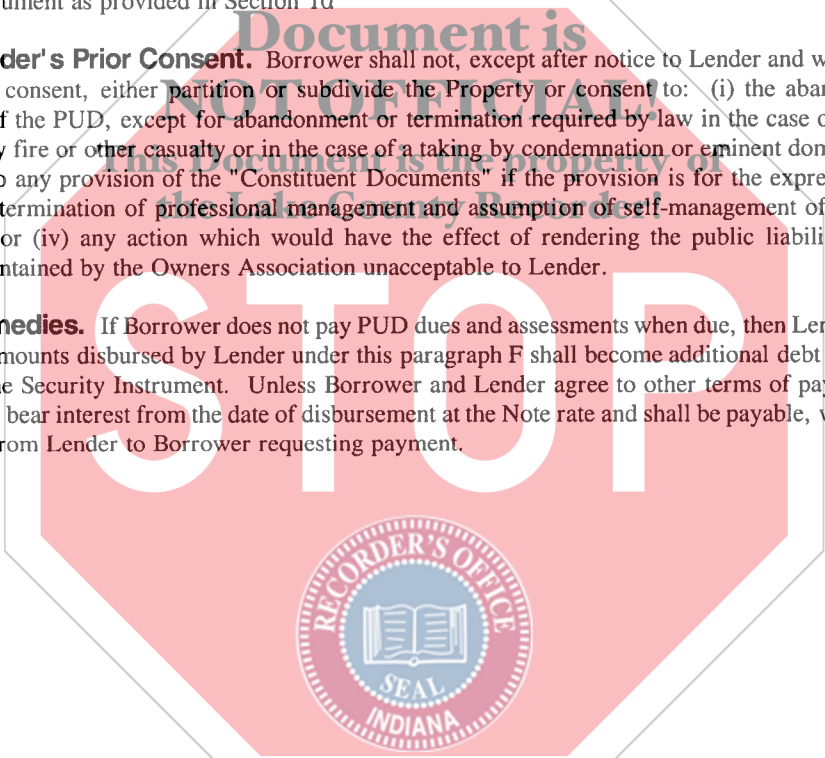 ument as provided in Section 10
Document is
der's Prior Consent. Borrower shall not, except after notice to Lender and w
consent, either partition or subdivide the Property or consent to: (i) the aban
NOT OFFICIAL!
f the PUD, except for abandonment or termination required by law in the case o
y fire or other casualty or in the case of a taking by condemnation or eminent dom
This Document is the property of
o any provision of the "Constituent Documents" if the provision is for the expre
termination of professional management and assumption of self-management of
the Lake County Recorder!
or (iv) any action which would have the effect of rendering the public liabili
ntained by the Owners Association unacceptable to Lender.
nedies. If Borrower does not pay PUD dues and assessments when due, then Len
mounts disbursed by Lender under this paragraph F shall become additional debt
e Security Instrument. Unless Borrower and Lender agree to other terms of pay
bear interest from the date of disbursement at the Note rate and shall be payable, v
rom Lender to Borrower requesting payment.
STOP
RECORDER'S OFFICE
SEAL
INDIANA